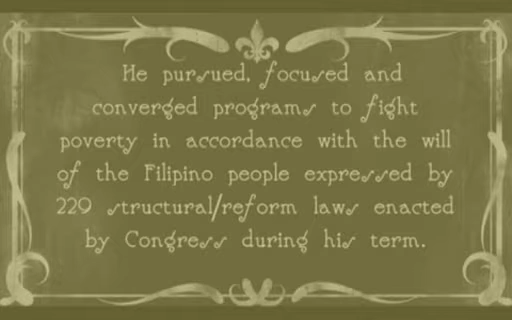 He pursued, focused and
converged programs to fight
poverty in accordance with the will
of the Filipino people expressed by
229 structural/reform laws enacted
by Congress during his term.